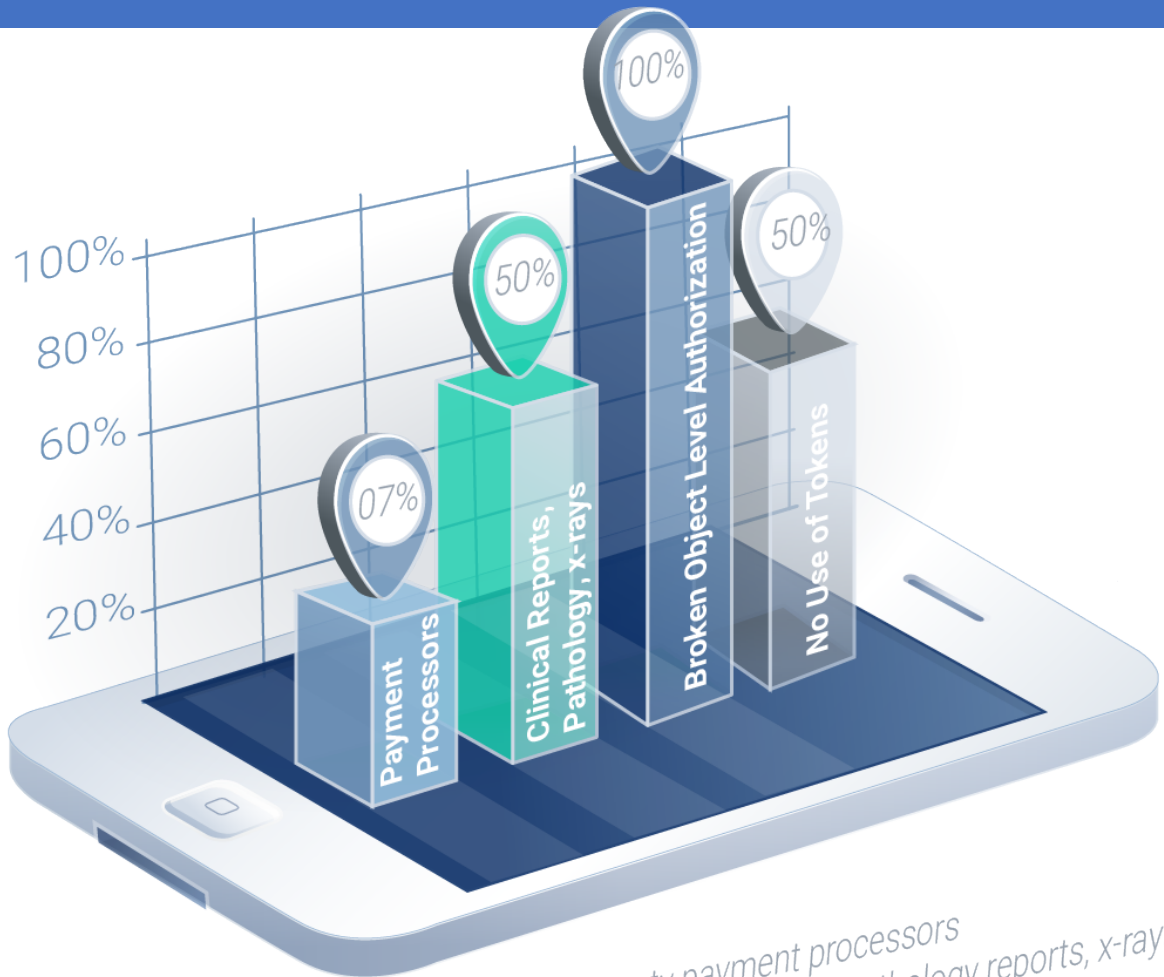 100%
80%
60%
40%
20%
07%
50%
100%
50%
Payment
Processors
Clinical Reports,
Pathology, x-rays
Broken Object Level Authorization
No Use of Tokens
payment processors
reports, x-ray